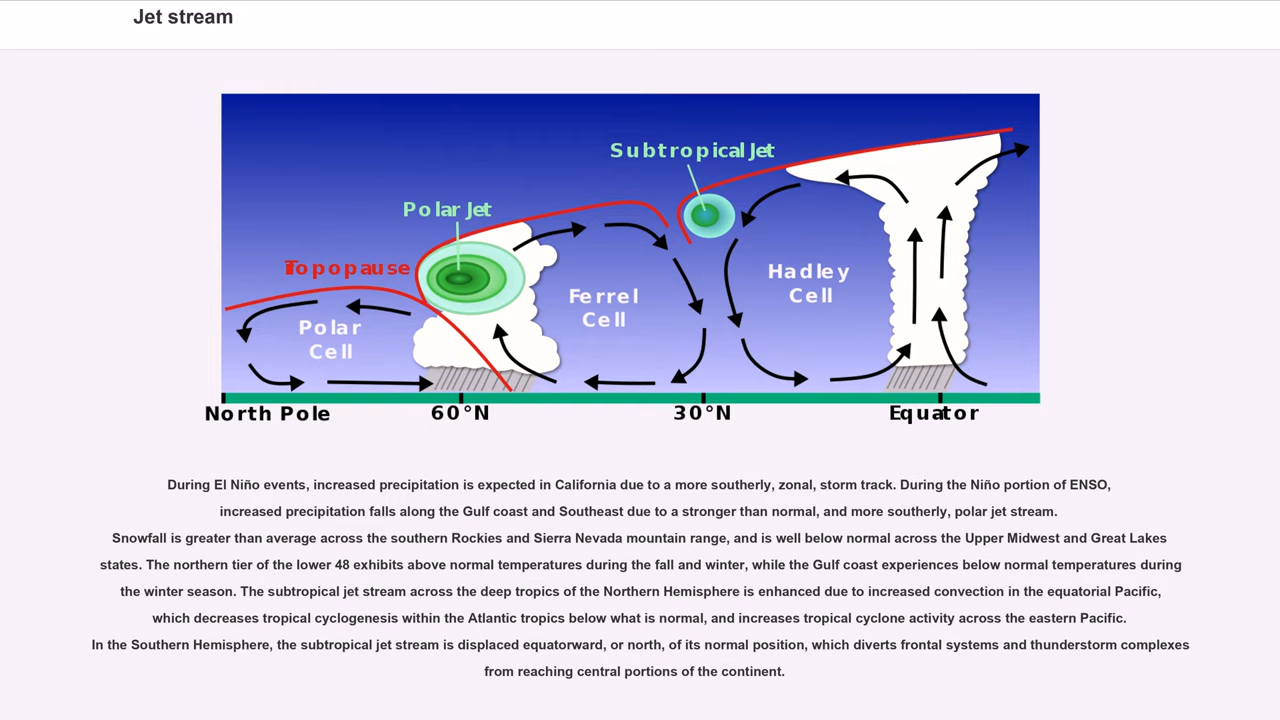 Jet stream
Subtropical Jet
Polar Jet
Tropopause
Hadley
Cell
Ferrel
Cell
Polar
Cell
North Pole
60°N
30°N
Equator
During El Niño events, increased precipitation is expected in California due to a more southerly, zonal, storm track. During the Niño portion of ENSO,
increased precipitation falls along the Gulf coast and Southeast due to a stronger than normal, and more southerly, polar jet stream.
Snowfall is greater than average across the southern Rockies and Sierra Nevada mountain range, and is well below normal across the Upper Midwest and Great Lakes
states. The northern tier of the lower 48 exhibits above normal temperatures during the fall and winter, while the Gulf coast experiences below normal temperatures during
the winter season. The subtropical jet stream across the deep tropics of the Northern Hemisphere is enhanced due to increased convection in the equatorial Pacific,
which decreases tropical cyclogenesis within the Atlantic tropics below what is normal, and increases tropical cyclone activity across the eastern Pacific.
In the Southern Hemisphere, the subtropical jet stream is displaced equatorward, or north, of its normal position, which diverts frontal systems and thunderstorm complexes
from reaching central portions of the continent.